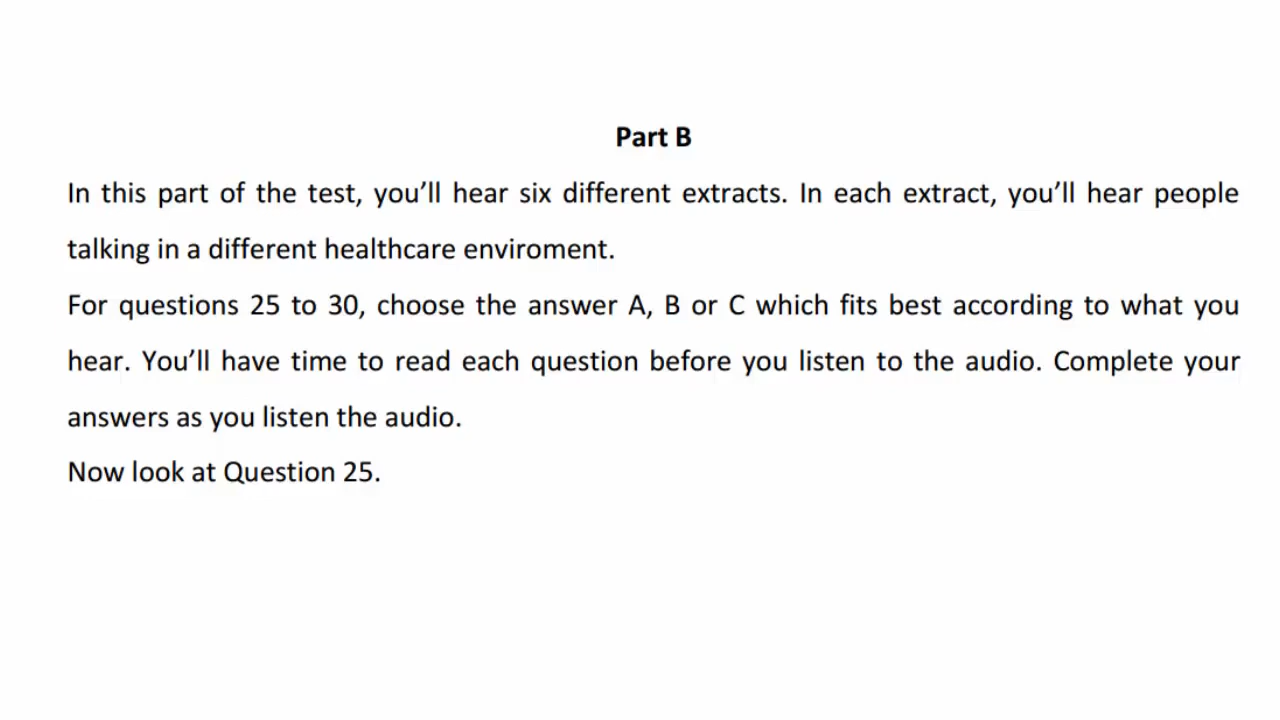 Part B
In this part of the test, you’ll hear six different extracts. In each extract, you’ll hear people
talking in a different healthcare enviroment.
For questions 25 to 30, choose the answer A, B or C which fits best according to what you
hear. You’ll have time to read each question before you listen to the audio. Complete your
answers as you listen the audio.
Now look at Question 25.